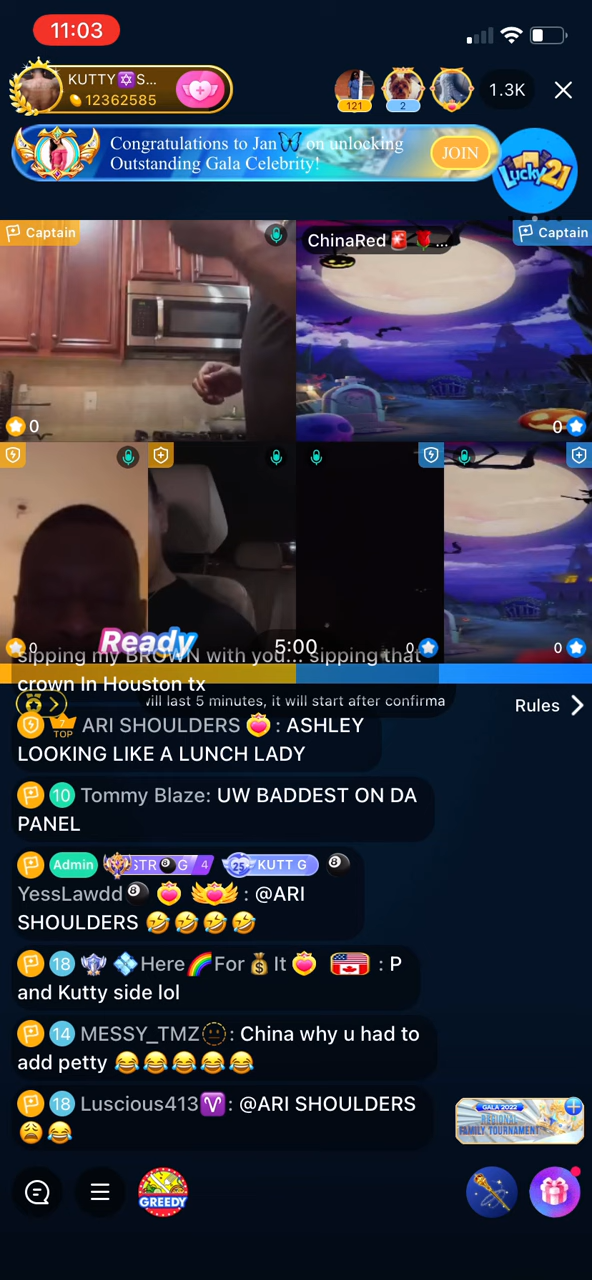 11:03
KUTTY✡️S...
12362585
121
2
1.3K
Congratulations to Jan🦋 on unlocking
Outstanding Gala Celebrity!
JOIN
Lucky21
Captain
ChinaRed🚨🌹...
Captain
0
0
0
0
0
Ready
5:00
sipping my BROWN with you... sipping that
crown In Houston tx
will last 5 minutes, it will start after confirma
Rules
7 TOP ARI SHOULDERS : ASHLEY
LOOKING LIKE A LUNCH LADY
10 Tommy Blaze: UW BADDEST ON DA
PANEL
Admin STR🎱G 4 25 KUTT G 🎱
YessLawdd🎱 : @ARI
SHOULDERS 🤣🤣🤣🤣
18 💠Here🌈For💰It : P
and Kutty side lol
14 MESSY_TMZ🫥: China why u had to
add petty 😂😂😂😂😂
18 Luscious413♈: @ARI SHOULDERS
😩😂
GALA 2022
REGIONAL
FAMILY TOURNAMENT
GREEDY